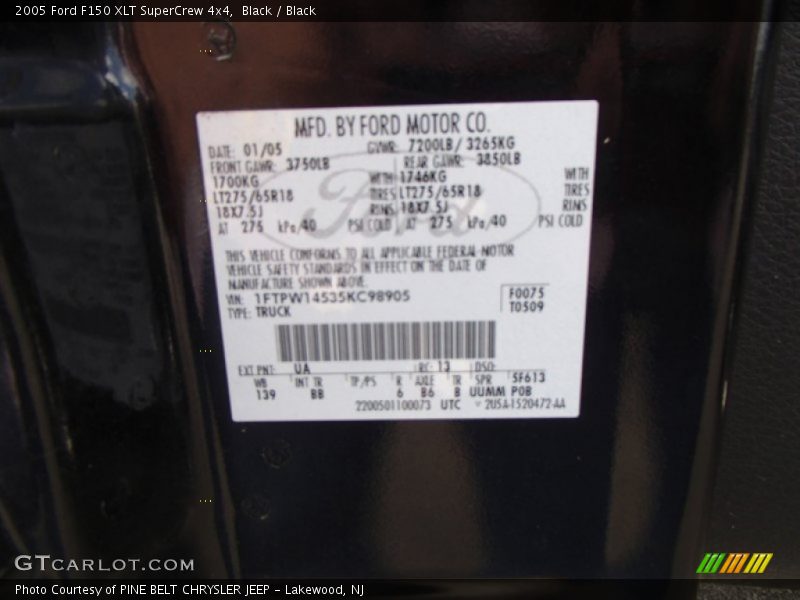 2005 Ford F150 XLT SuperCrew 4x4, Black / Black
MFD. BY FORD MOTOR CO.
DATE: 01/05 GVWR: 7200LB/ 3265KG
FRONT GAWR: 3750LB REAR GAWR: 3850LB
1700KG WITH 1746KG WITH
LT275/65R18 TIRES LT275/65R18 TIRES
18X7.5J RIMS 18X7.5J RIMS
AT 275 kPa/40 PSI COLD AT 275 kPa/40 PSI COLD
Ford
THIS VEHICLE CONFORMS TO ALL APPLICABLE FEDERAL MOTOR
VEHICLE SAFETY STANDARDS IN EFFECT ON THE DATE OF
MANUFACTURE SHOWN ABOVE.
VIN: 1FTPW14535KC98905 F0075
TYPE: TRUCK T0509
EXT PNT: UA RC: 13 DSO:
WB INT TR TP/PS R AXLE TR SPR 5F613
139 BB 6 B6 B UUMM POB
2200501100073 UTC 2U5A-1520472-AA
GTCARLOT.COM
Photo Courtesy of PINE BELT CHRYSLER JEEP - Lakewood, NJ